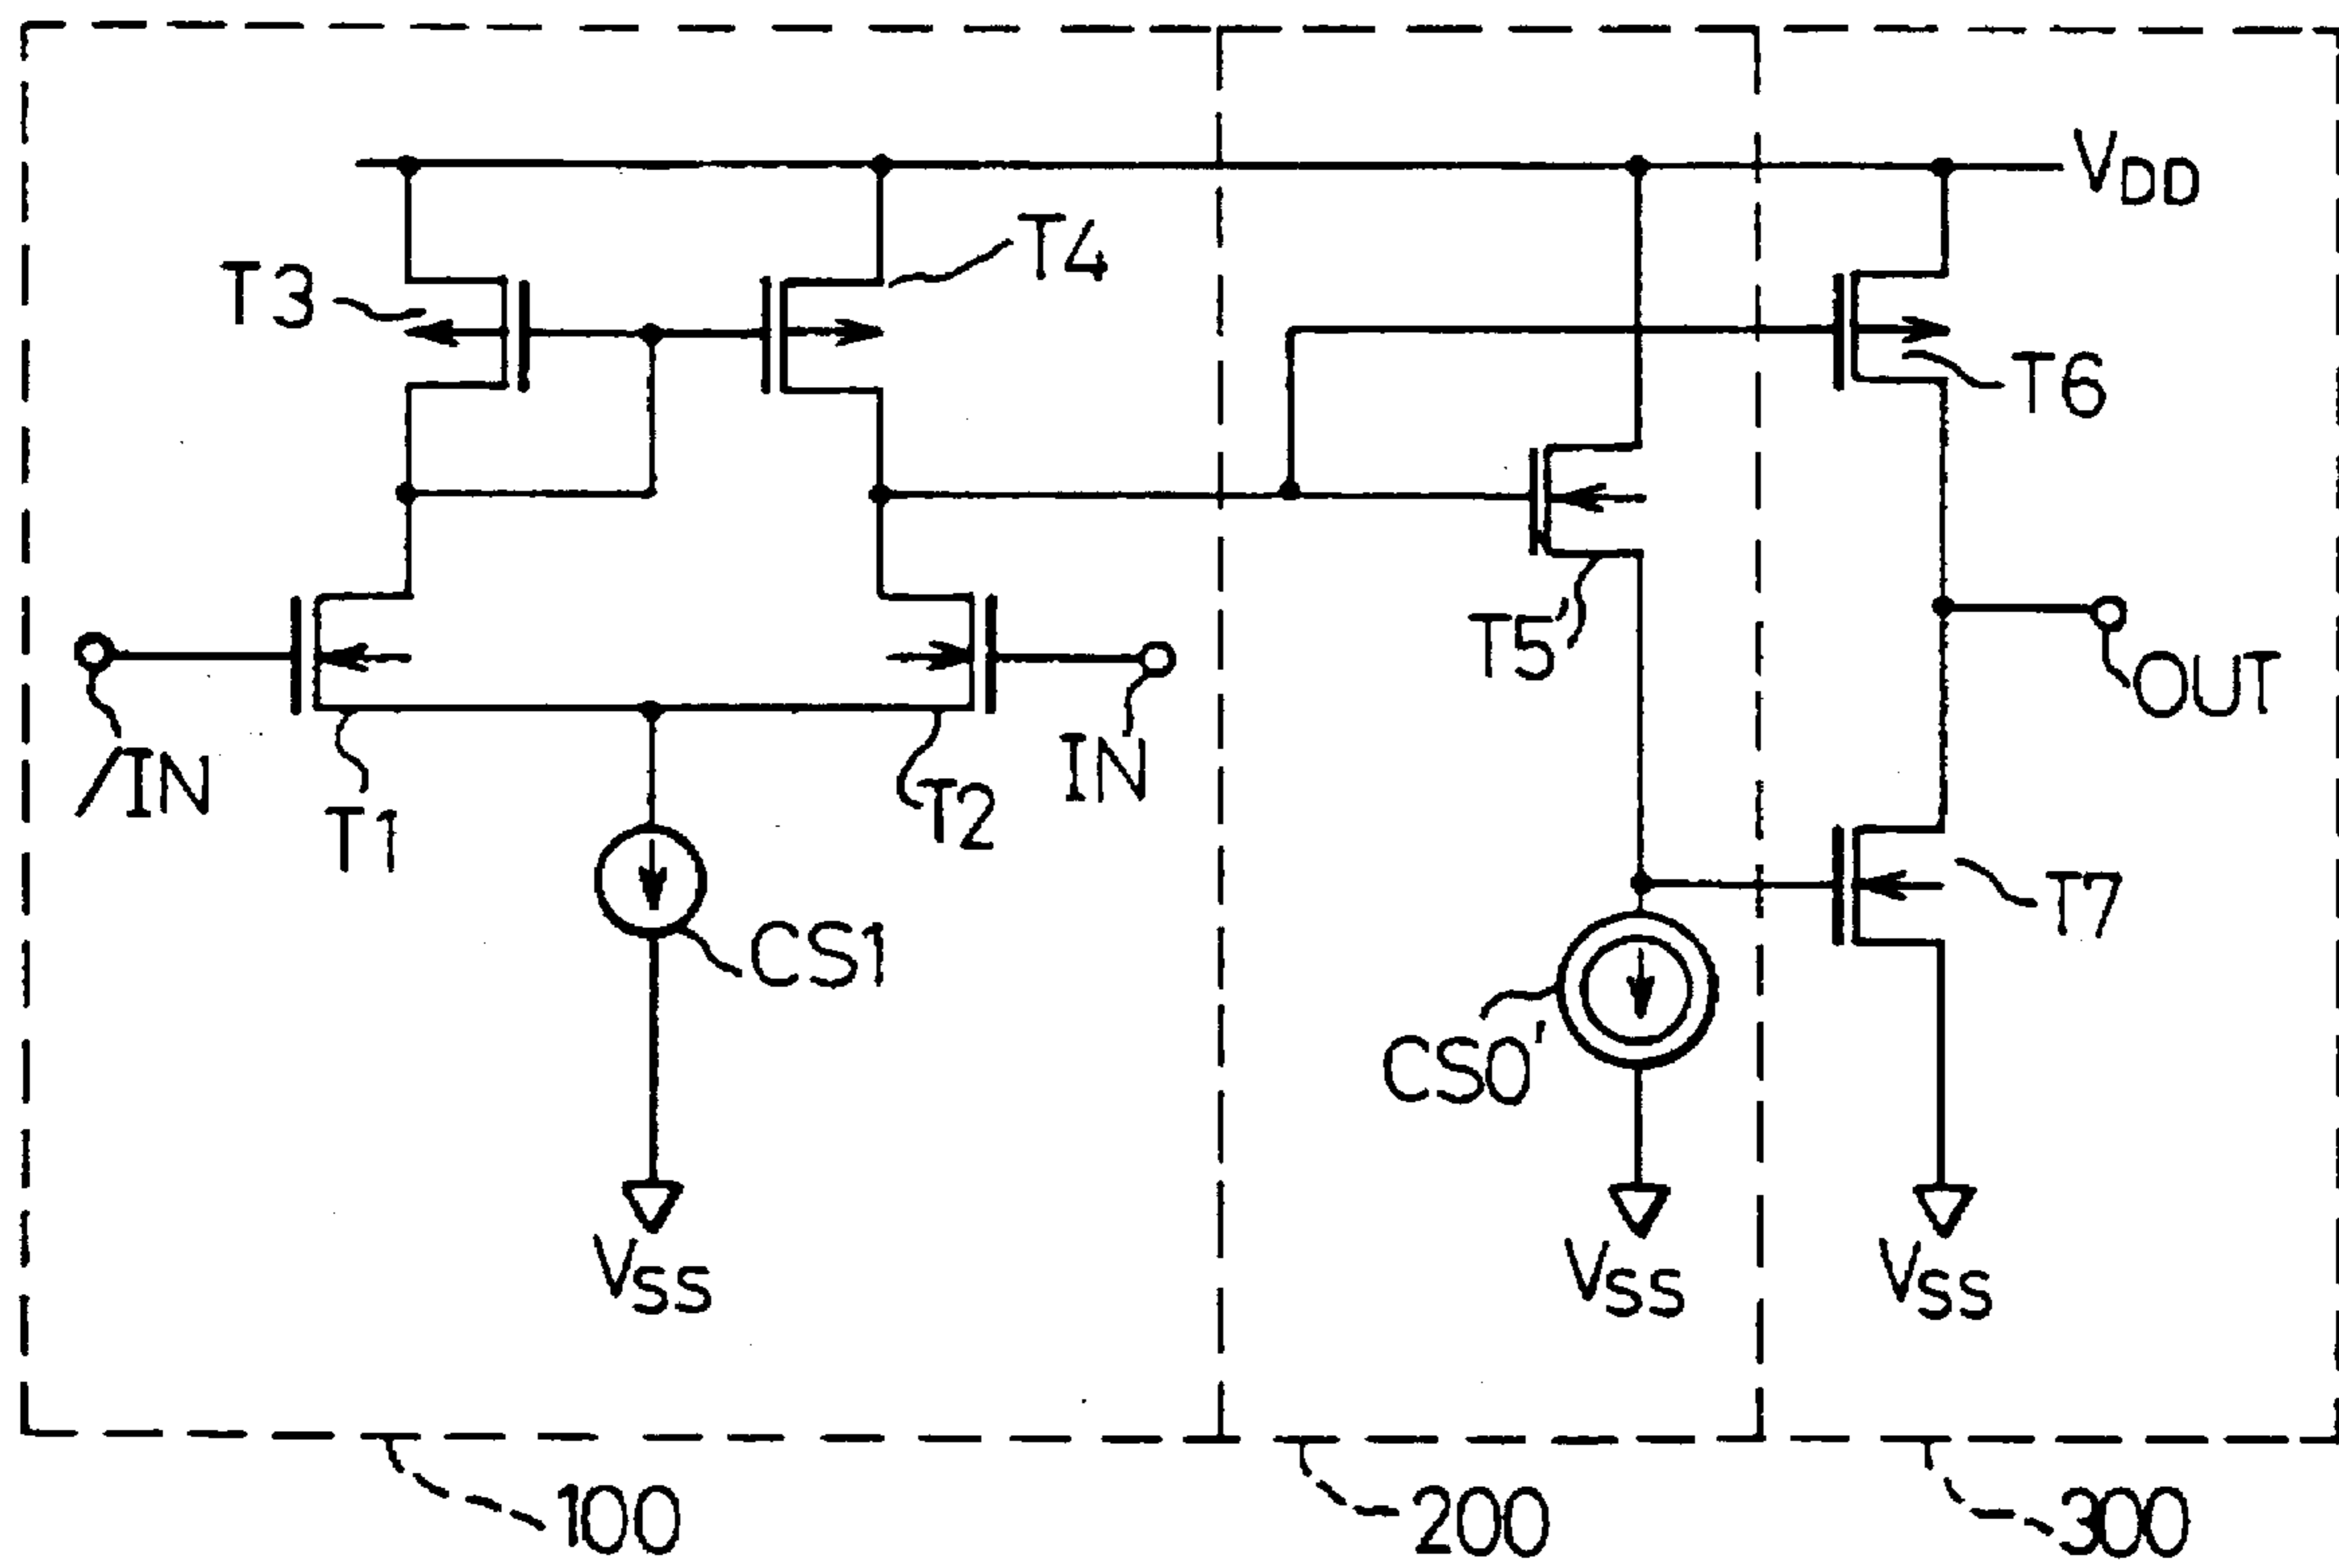 VDD
T4
T3
T6
T5'
OUT
/IN
IN
T1
T2
T7
CS1
CS0'
VSS
VSS
VSS
100
200
300